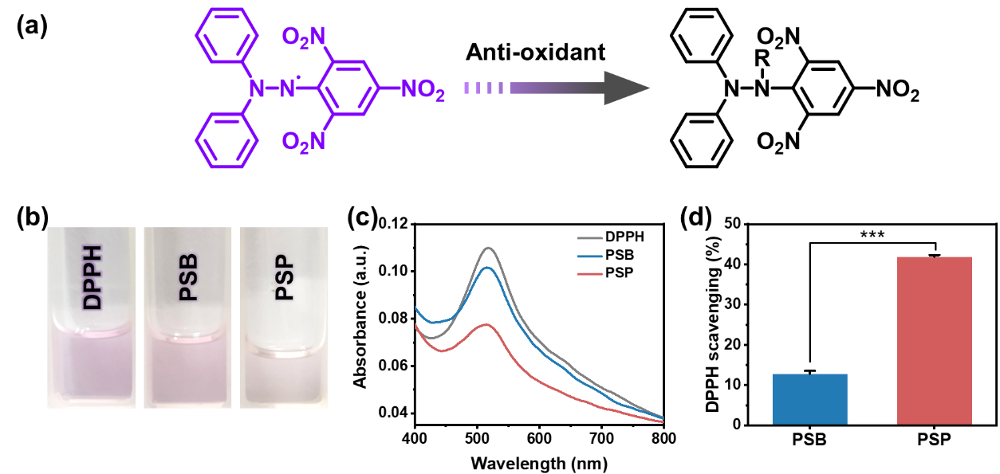 (a)
O₂N
N
N·
NO₂
O₂N
Anti-oxidant
O₂N
R
N
N
NO₂
O₂N
(b)
DPPH
PSB
PSP
(c)
0.12
0.10
0.08
0.06
0.04
Absorbance (a.u.)
DPPH
PSB
PSP
400
500
600
700
800
Wavelength (nm)
(d)
50
40
30
20
10
0
DPPH scavenging (%)
***
PSB
PSP